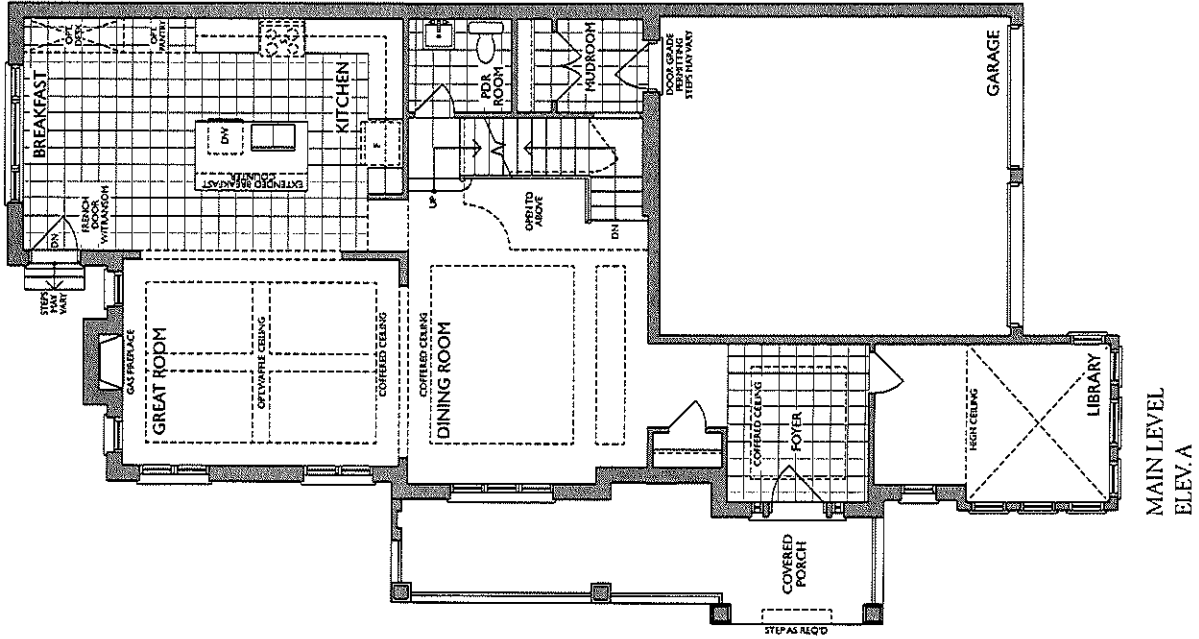 BREAKFAST
OPT. DESK
OPT. PANTRY
KITCHEN
DW
EXTENDED BREAKFAST
COUNTER
F
FRENCH
DOOR
W/TRANSOM
DN
STEPS
MAY
VARY
PDR
ROOM
MUDROOM
DOOR GRADE
PERMITTING
STEPS MAY VARY
GARAGE
UP
OPEN TO
ABOVE
DN
GAS FIREPLACE
GREAT ROOM
OPT.WAFFLE CEILING
COFFERED CEILING
COFFERED CEILING
DINING ROOM
COFFERED CEILING
FOYER
HIGH CEILING
LIBRARY
COVERED
PORCH
STEP AS REQ'D
MAIN LEVEL
ELEV. A